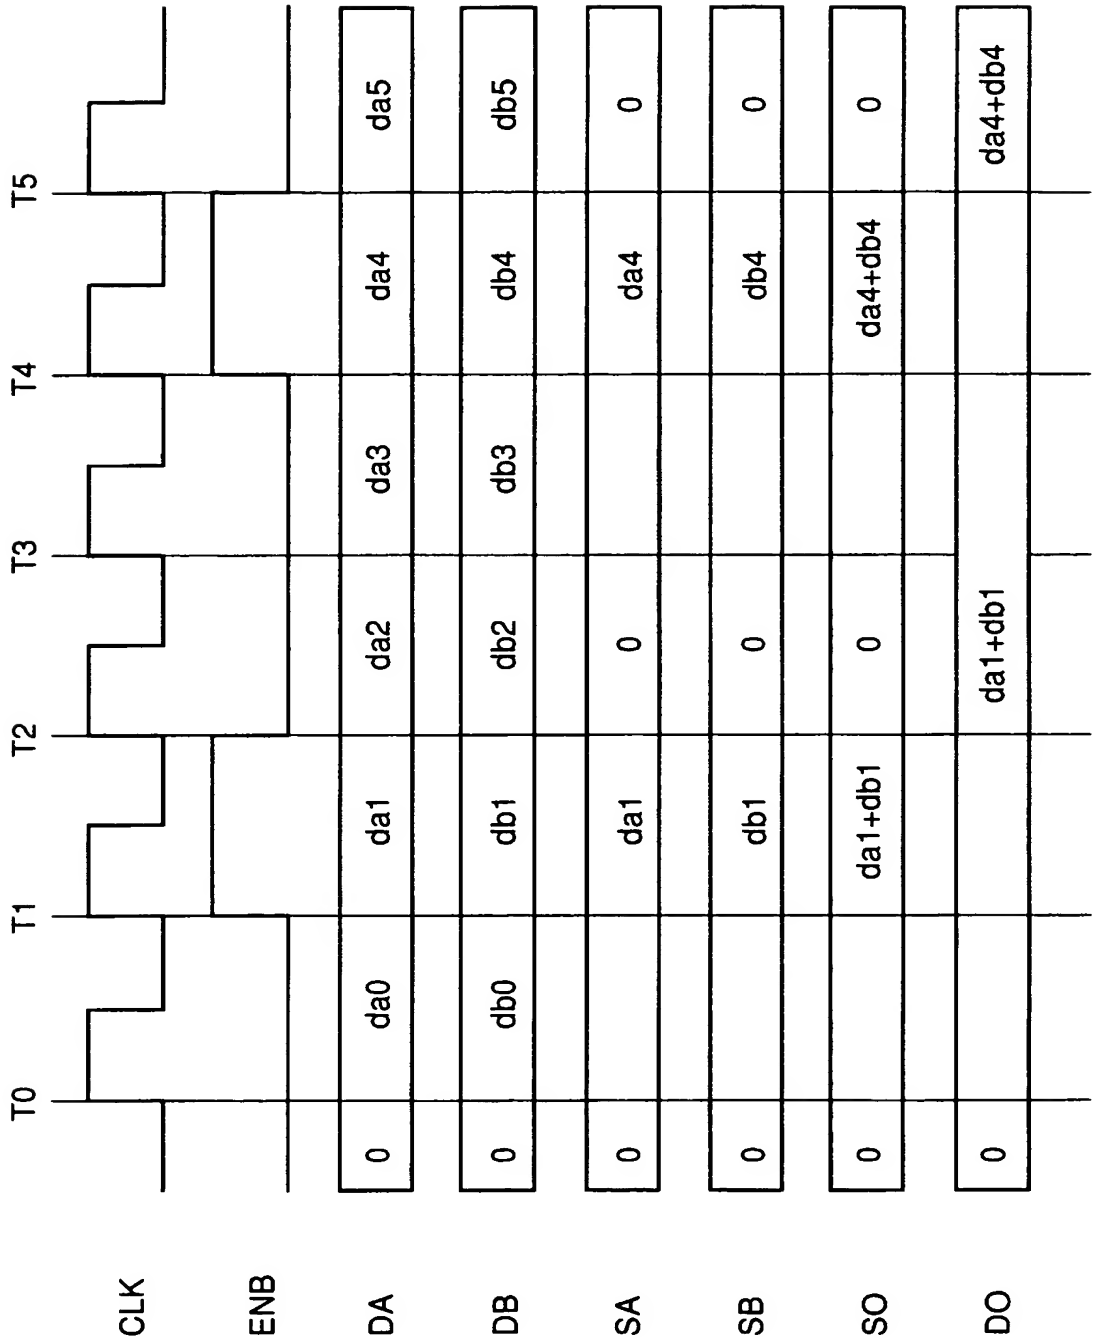 T0 T1 T2 T3 T4 T5
CLK
ENB
DA 0 da0 da1 da2 da3 da4 da5
DB 0 db0 db1 db2 db3 db4 db5
SA 0 da1 0 da4 0
SB 0 db1 0 db4 0
SO 0 da1+db1 0 da4+db4 0
DO 0 da1+db1 da4+db4